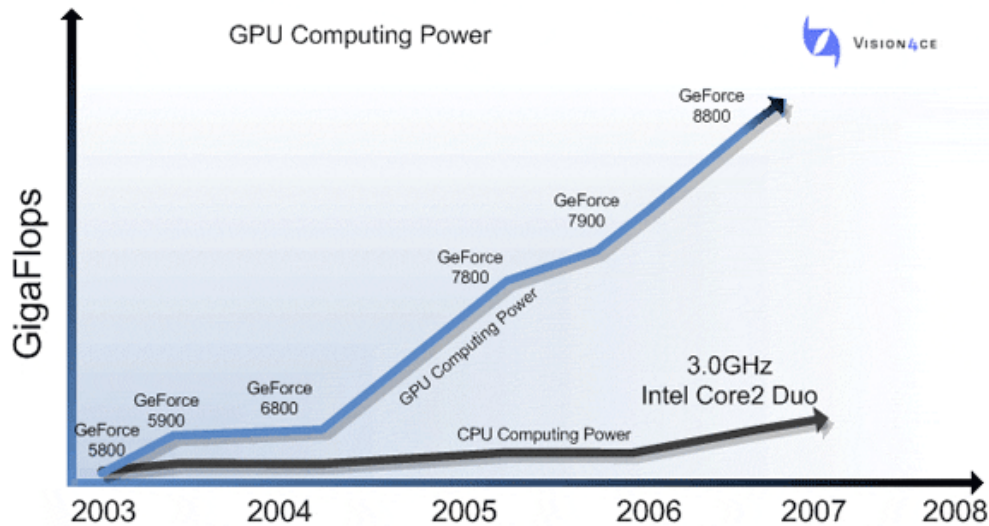 GPU Computing Power
VISION4CE
GigaFlops
GeForce
5800
GeForce
5900
GeForce
6800
GeForce
7800
GeForce
7900
GeForce
8800
GPU Computing Power
CPU Computing Power
3.0GHz
Intel Core2 Duo
2003 2004 2005 2006 2007 2008